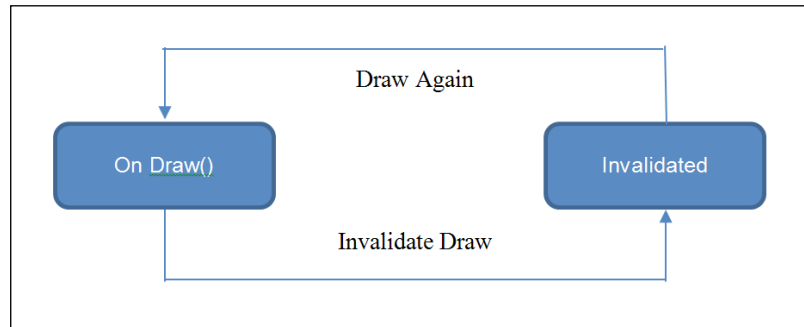 Draw Again
On Draw()
Invalidated
Invalidate Draw